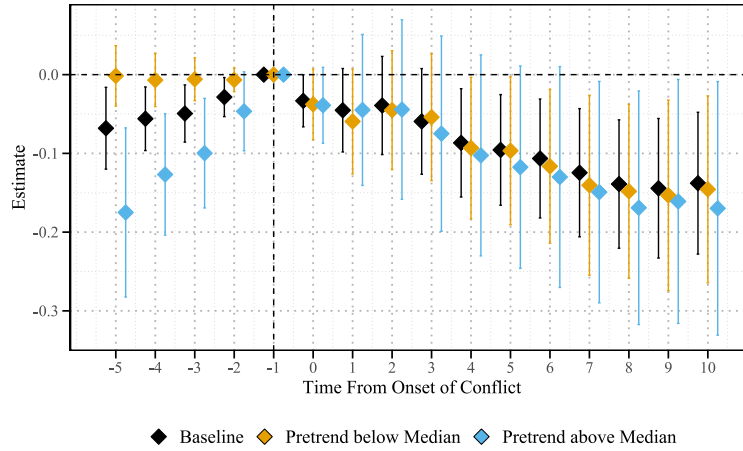 Estimate
0.0
-0.1
-0.2
-0.3
-5 -4 -3 -2 -1 0 1 2 3 4 5 6 7 8 9 10
Time From Onset of Conflict
Baseline Pretrend below Median Pretrend above Median